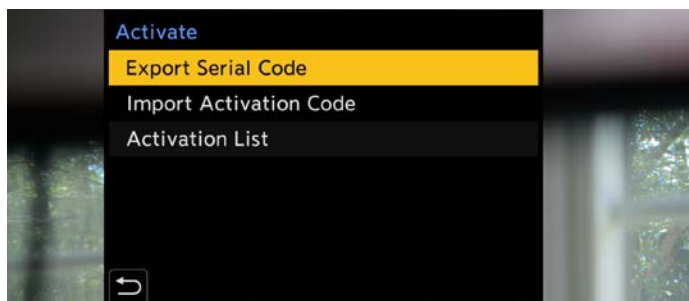 Activate
Export Serial Code
Import Activation Code
Activation List